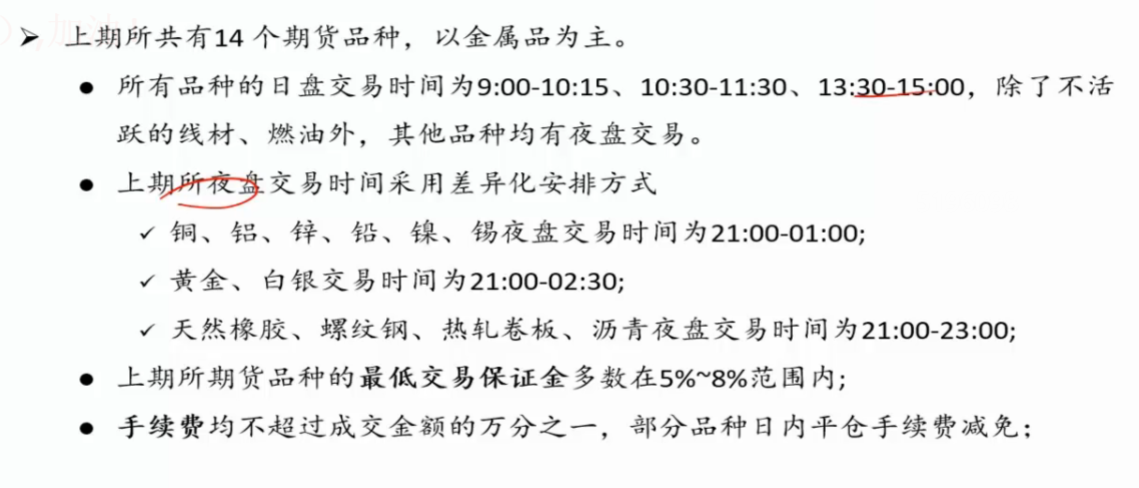 ➤ 上期所共有14 个期货品种，以金属品为主。
● 所有品种的日盘交易时间为9:00-10:15、10:30-11:30、13:30-15:00，除了不活
跃的线材、燃油外，其他品种均有夜盘交易。
● 上期所夜盘交易时间采用差异化安排方式
✓ 铜、铝、锌、铅、镍、锡夜盘交易时间为21:00-01:00;
✓ 黄金、白银交易时间为21:00-02:30;
✓ 天然橡胶、螺纹钢、热轧卷板、沥青夜盘交易时间为21:00-23:00;
● 上期所期货品种的最低交易保证金多数在5%~8%范围内;
● 手续费均不超过成交金额的万分之一，部分品种日内平仓手续费减免；